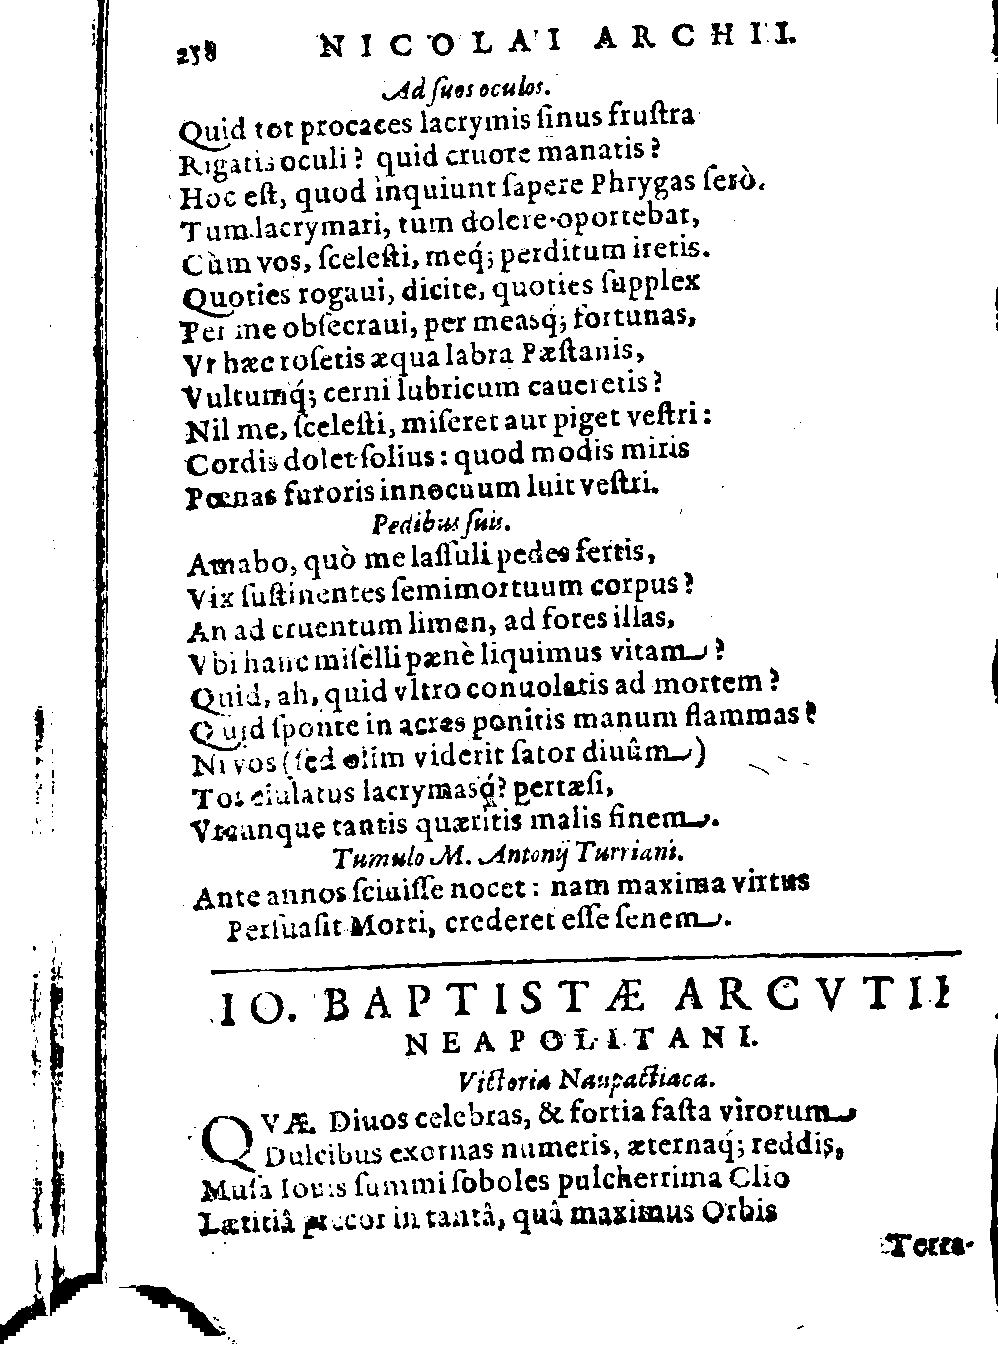 238 NICOLAI ARCHII.
Ad ſuos oculos.
Quid tot procaces lacrymis ſinus fruſtra
Rigatis oculi? quid cruore manatis?
Hoc eſt, quod inquiunt ſapere Phrygas ſerò.
Tum lacrymari, tum dolere oportebat,
Cùm vos, ſceleſti, meq́; perditum iretis.
Quoties rogaui, dicite, quoties ſupplex
Per me obſecraui, per measq́; fortunas,
Vt hæc roſetis æqua labra Pæſtanis,
Vultumq́; cerni lubricum caueretis?
Nil me, ſceleſti, miſeret aut piget veſtri:
Cordis dolet ſolius: quod modis miris
Pœnas furoris innocuum luit veſtri.
Pedibus ſuis.
Amabo, quò me laſſuli pedes fertis,
Vix ſuſtinentes ſemimortuum corpus?
An ad cruentum limen, ad fores illas,
Vbi hanc miſelli pænè liquimus vitam?
Quid, ah, quid vltro conuolatis ad mortem?
Quid ſponte in acres ponitis manum flammas?
Ni vos (ſed olim viderit ſator diuûm)
Tot eiulatus lacrymasq́? pertæſi,
Vtcunque tantis quæritis malis finem.
Tumulo M. Antonij Turriani.
Ante annos ſciuiſſe nocet: nam maxima virtus
Perſuaſit Morti, crederet eſſe ſenem.
IO. BAPTISTÆ ARCVTII
NEAPOLITANI.
Victoria Naupactiaca.
QVÆ Diuos celebras, & fortia facta virorum
Dulcibus exornas numeris, æternaq́; reddis,
Muſa Iouis ſummi ſoboles pulcherrima Clio
Lætitiâ precor in tantâ, quâ maximus Orbis
Terra-